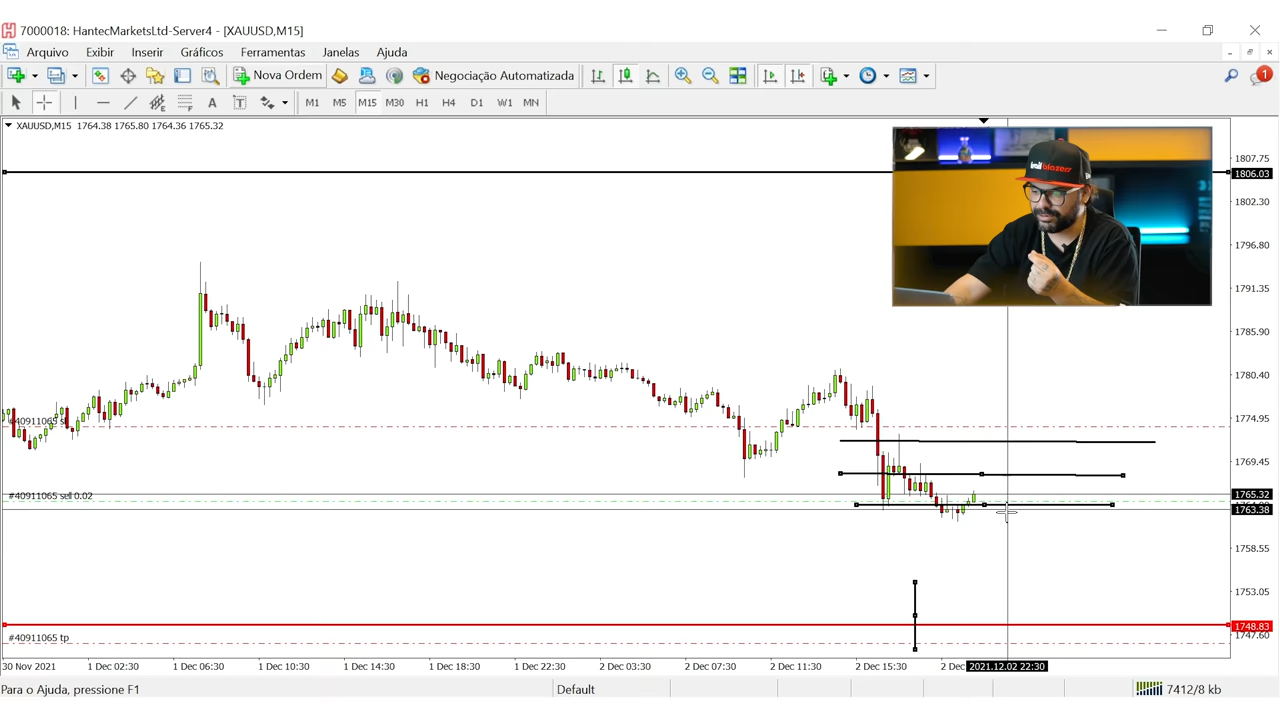 7000018: HantecMarketsLtd-Server4 - [XAUUSD,M15]
Arquivo Exibir Inserir Gráficos Ferramentas Janelas Ajuda
Nova Ordem Negociação Automatizada 1
A T M1 M5 M15 M30 H1 H4 D1 W1 MN
XAUUSD,M15 1764.38 1765.80 1764.36 1765.32
1807.75
1806.03
1802.30
1796.80
1791.35
1785.90
1780.40
#40911065 sl
1774.95
1769.45
#40911065 sell 0.02
1765.32
1763.38
1758.55
1753.05
1748.83
#40911065 tp
1747.60
30 Nov 2021 1 Dec 02:30 1 Dec 06:30 1 Dec 10:30 1 Dec 14:30 1 Dec 18:30 1 Dec 22:30 2 Dec 03:30 2 Dec 07:30 2 Dec 11:30 2 Dec 15:30 2 Dec 2021.12.02 22:30
Para o Ajuda, pressione F1 Default 7412/8 kb